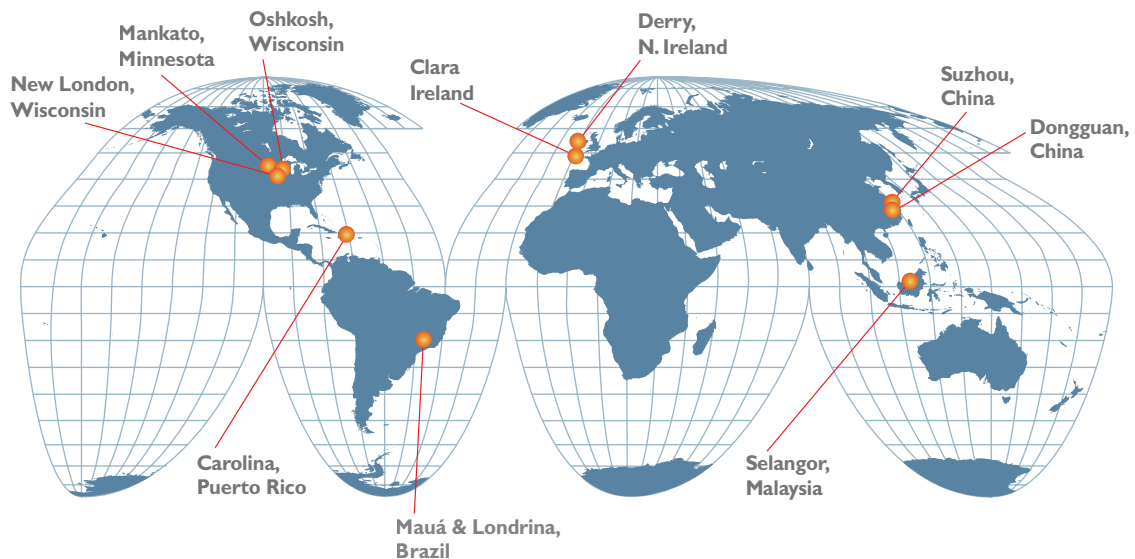 Oshkosh,
Wisconsin
Mankato,
Minnesota
New London,
Wisconsin
Clara
Ireland
Derry,
N. Ireland
Suzhou,
China
Dongguan,
China
Carolina,
Puerto Rico
Selangor,
Malaysia
Mauá & Londrina,
Brazil